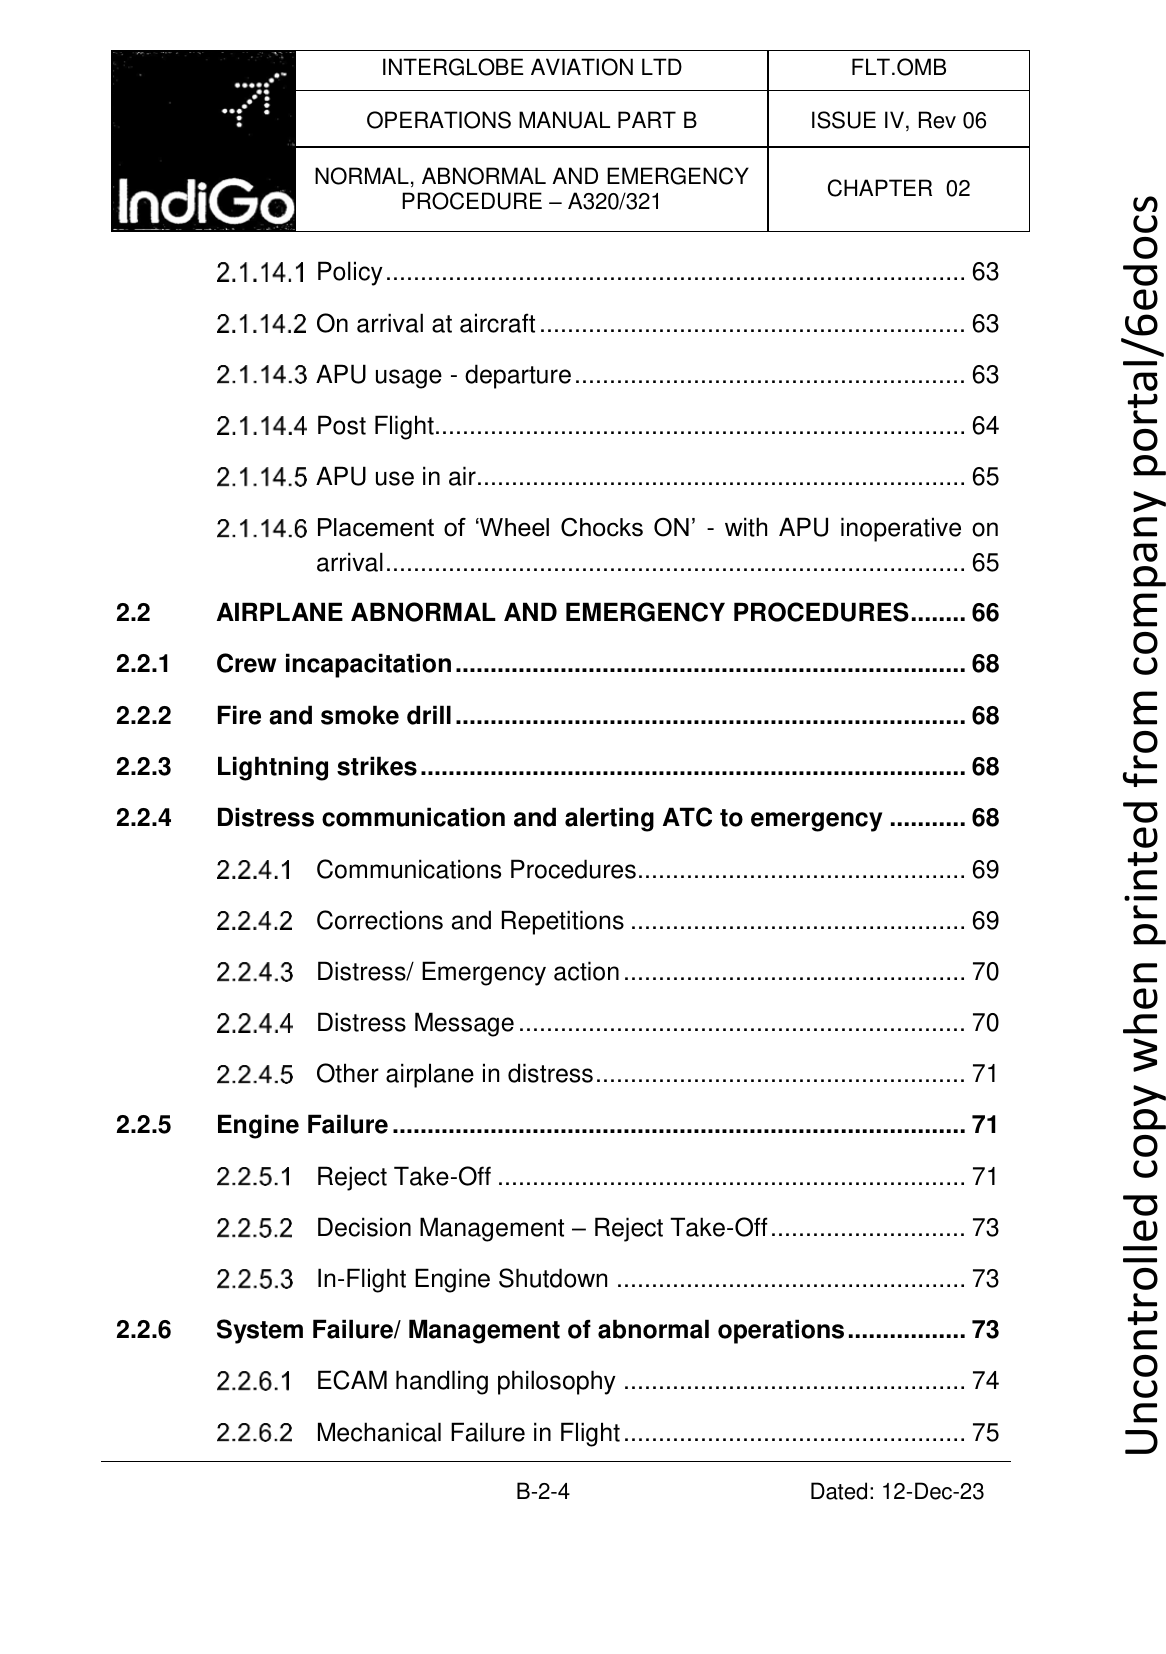 IndiGo
INTERGLOBE AVIATION LTD
FLT.OMB
OPERATIONS MANUAL PART B
ISSUE IV, Rev 06
NORMAL, ABNORMAL AND EMERGENCY
PROCEDURE – A320/321
CHAPTER 02
2.1.14.1 Policy.................................................................................... 63
2.1.14.2 On arrival at aircraft............................................................. 63
2.1.14.3 APU usage - departure........................................................ 63
2.1.14.4 Post Flight............................................................................ 64
2.1.14.5 APU use in air...................................................................... 65
2.1.14.6 Placement of ‘Wheel Chocks ON’ - with APU inoperative on
arrival................................................................................... 65
2.2 AIRPLANE ABNORMAL AND EMERGENCY PROCEDURES........ 66
2.2.1 Crew incapacitation......................................................................... 68
2.2.2 Fire and smoke drill......................................................................... 68
2.2.3 Lightning strikes.............................................................................. 68
2.2.4 Distress communication and alerting ATC to emergency ........... 68
2.2.4.1 Communications Procedures............................................... 69
2.2.4.2 Corrections and Repetitions ................................................ 69
2.2.4.3 Distress/ Emergency action................................................. 70
2.2.4.4 Distress Message................................................................ 70
2.2.4.5 Other airplane in distress..................................................... 71
2.2.5 Engine Failure.................................................................................. 71
2.2.5.1 Reject Take-Off ................................................................... 71
2.2.5.2 Decision Management – Reject Take-Off............................ 73
2.2.5.3 In-Flight Engine Shutdown .................................................. 73
2.2.6 System Failure/ Management of abnormal operations................. 73
2.2.6.1 ECAM handling philosophy ................................................. 74
2.2.6.2 Mechanical Failure in Flight................................................. 75
B-2-4
Dated: 12-Dec-23
Uncontrolled copy when printed from company portal/6edocs